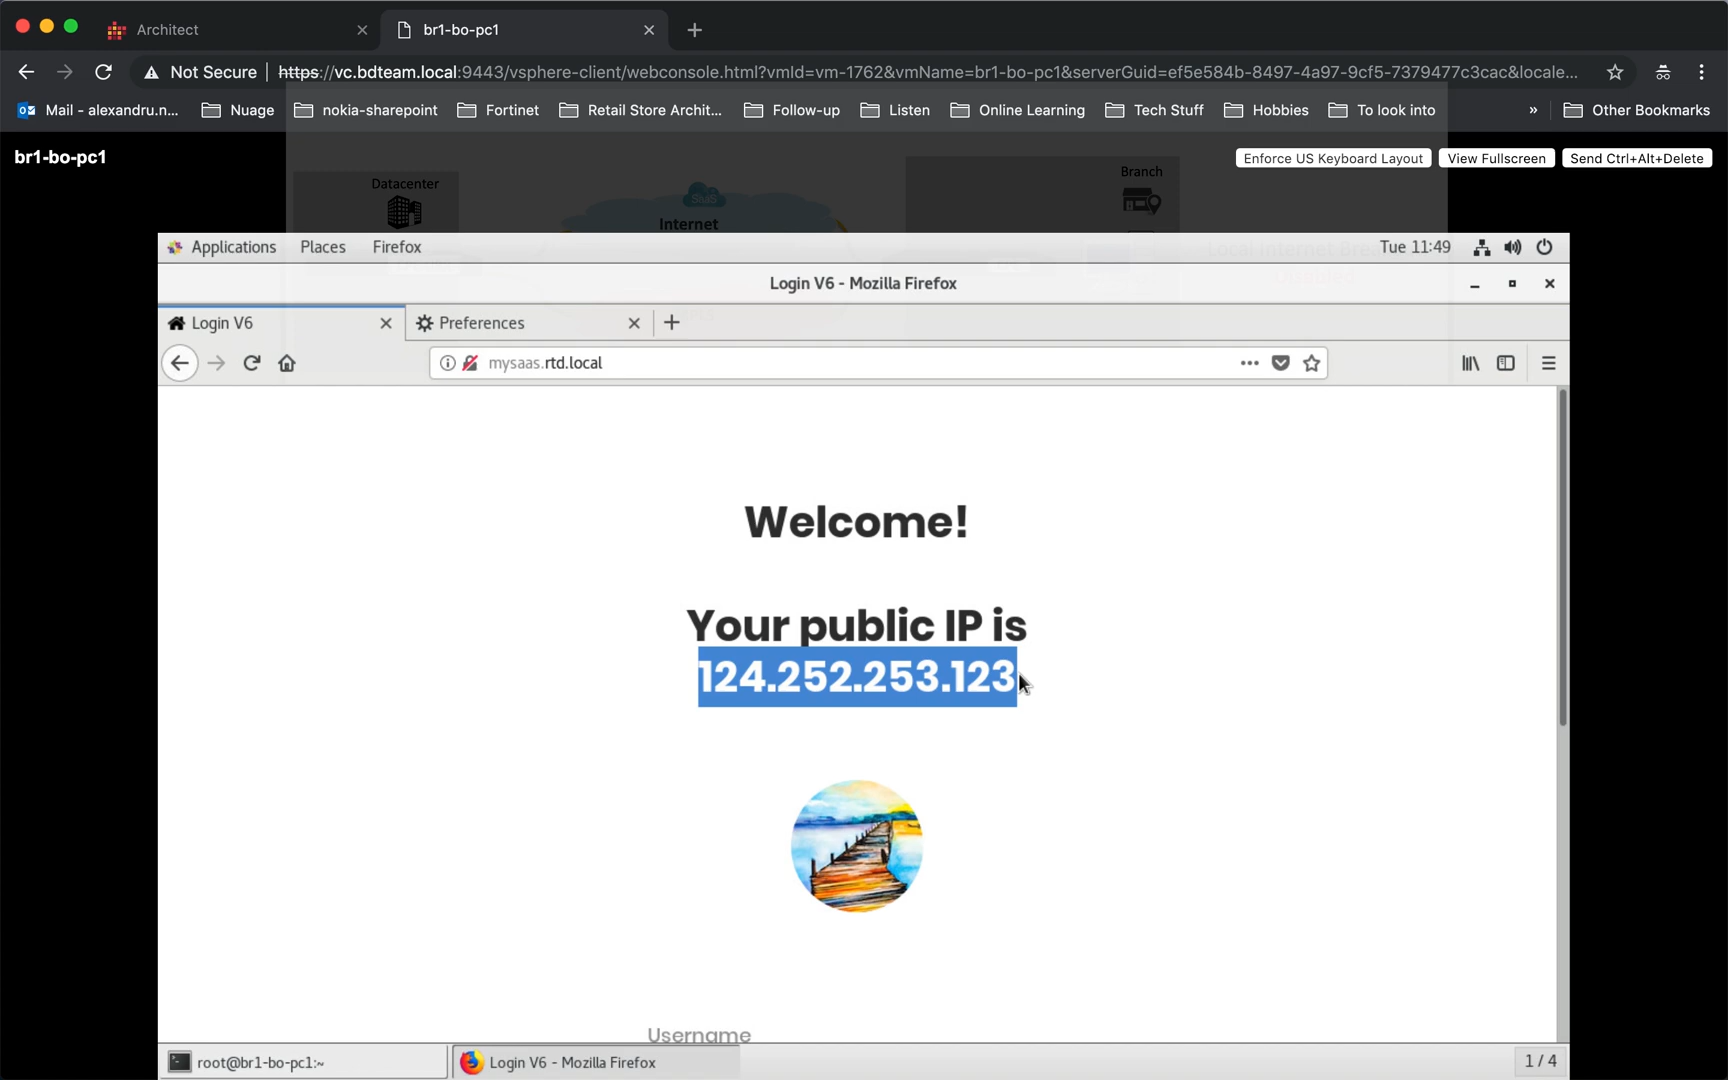 Architect
br1-bo-pc1
Not Secure
https://vc.bdteam.local:9443/vsphere-client/webconsole.html?vmId=vm-1762&vmName=br1-bo-pc1&serverGuid=ef5e584b-8497-4a97-9cf5-7379477c3cac&locale...
Mail - alexandru.n... Nuage nokia-sharepoint Fortinet Retail Store Archit... Follow-up Listen Online Learning Tech Stuff Hobbies To look into » Other Bookmarks
br1-bo-pc1
Enforce US Keyboard Layout View Fullscreen Send Ctrl+Alt+Delete
Datacenter
SaaS
Internet
Branch
Applications Places Firefox Tue 11:49
Login V6 - Mozilla Firefox
Login V6 Preferences
mysaas.rtd.local
Welcome!
Your public IP is
124.252.253.123
Username
root@br1-bo-pc1:~ Login V6 - Mozilla Firefox 1 / 4